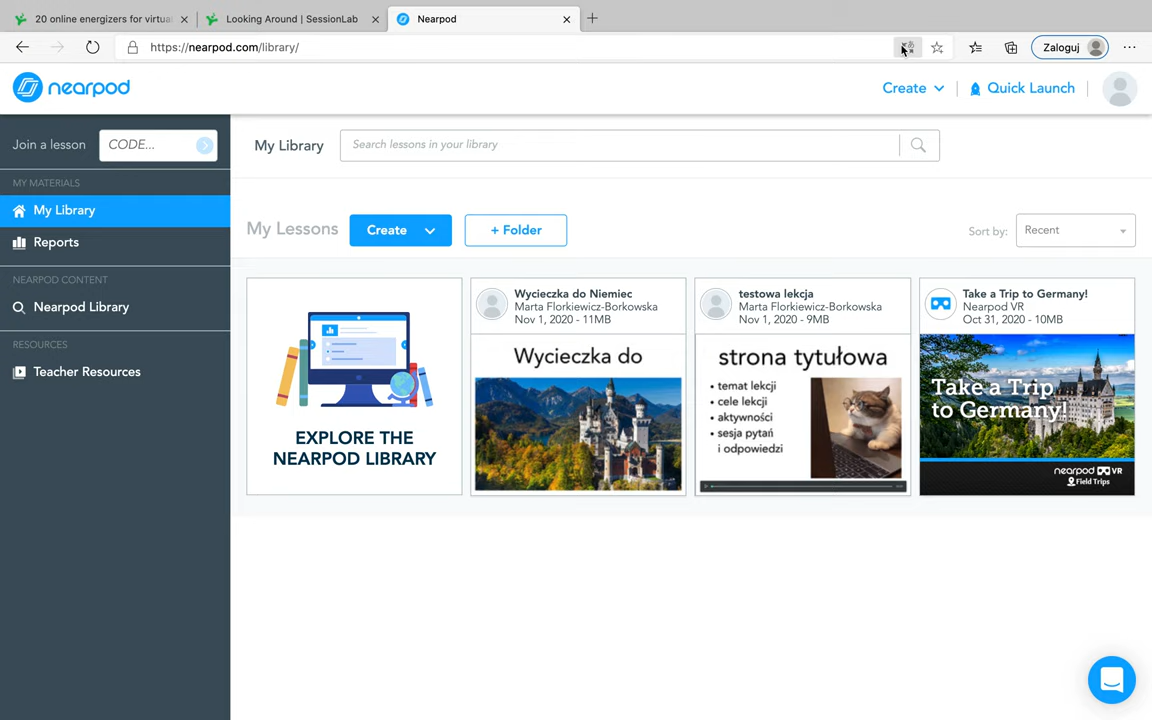 20 online energizers for virtua
Looking Around | SessionLab
Nearpod
https://nearpod.com/library/
Zaloguj
nearpod
Create
Quick Launch
Join a lesson
CODE...
My Library
Search lessons in your library
MY MATERIALS
My Library
Reports
NEARPOD CONTENT
Nearpod Library
RESOURCES
Teacher Resources
My Lessons
Create
+ Folder
Sort by:
Recent
EXPLORE THE
NEARPOD LIBRARY
Wycieczka do Niemiec
Marta Florkiewicz-Borkowska
Nov 1, 2020 - 11MB
Wycieczka do
testowa lekcja
Marta Florkiewicz-Borkowska
Nov 1, 2020 - 9MB
strona tytułowa
• temat lekcji
• cele lekcji
• aktywności
• sesja pytań
i odpowiedzi
Take a Trip to Germany!
Nearpod VR
Oct 31, 2020 - 10MB
Take a Trip
to Germany!
nearpod VR
Field Trips